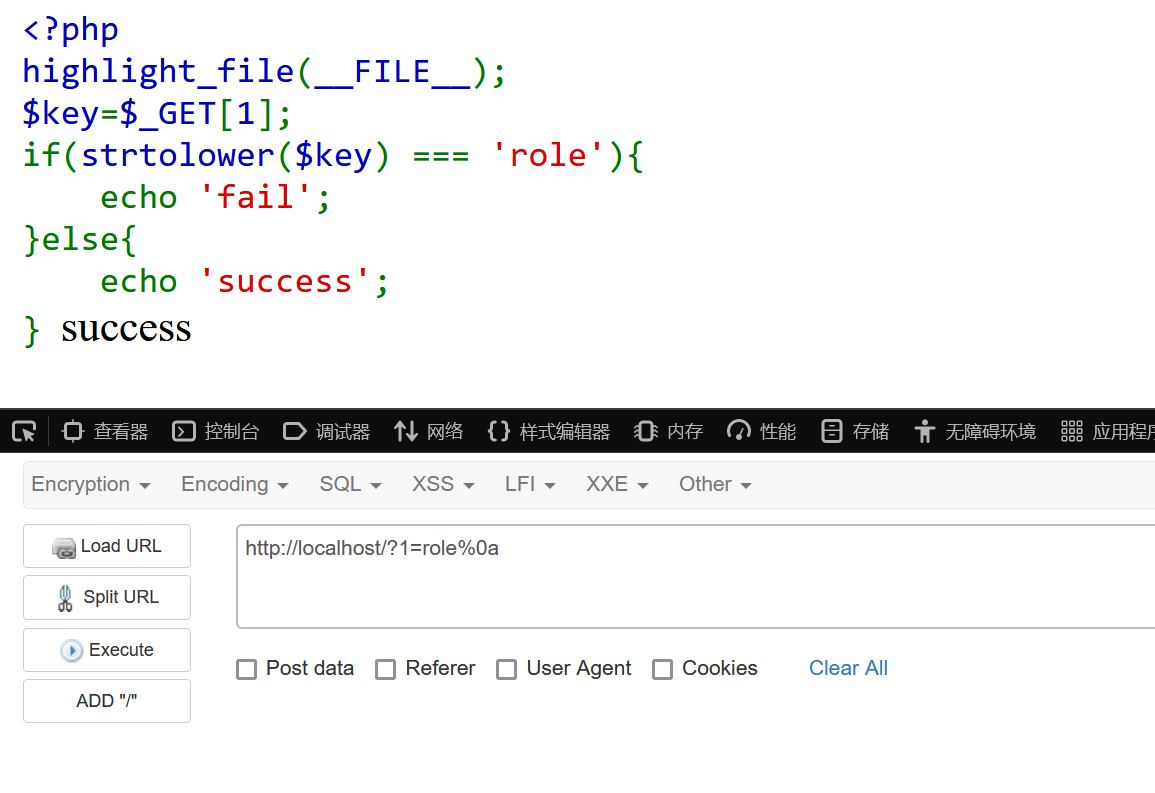 <?php
highlight_file(__FILE__);
$key=$_GET[1];
if(strtolower($key) === 'role'){
    echo 'fail';
}else{
    echo 'success';
} success
查看器 控制台 调试器 网络 {} 样式编辑器 内存 性能 存储 无障碍环境 应用程序
Encryption Encoding SQL XSS LFI XXE Other
Load URL http://localhost/?1=role%0a
Split URL
Execute Post data Referer User Agent Cookies Clear All
ADD "/"